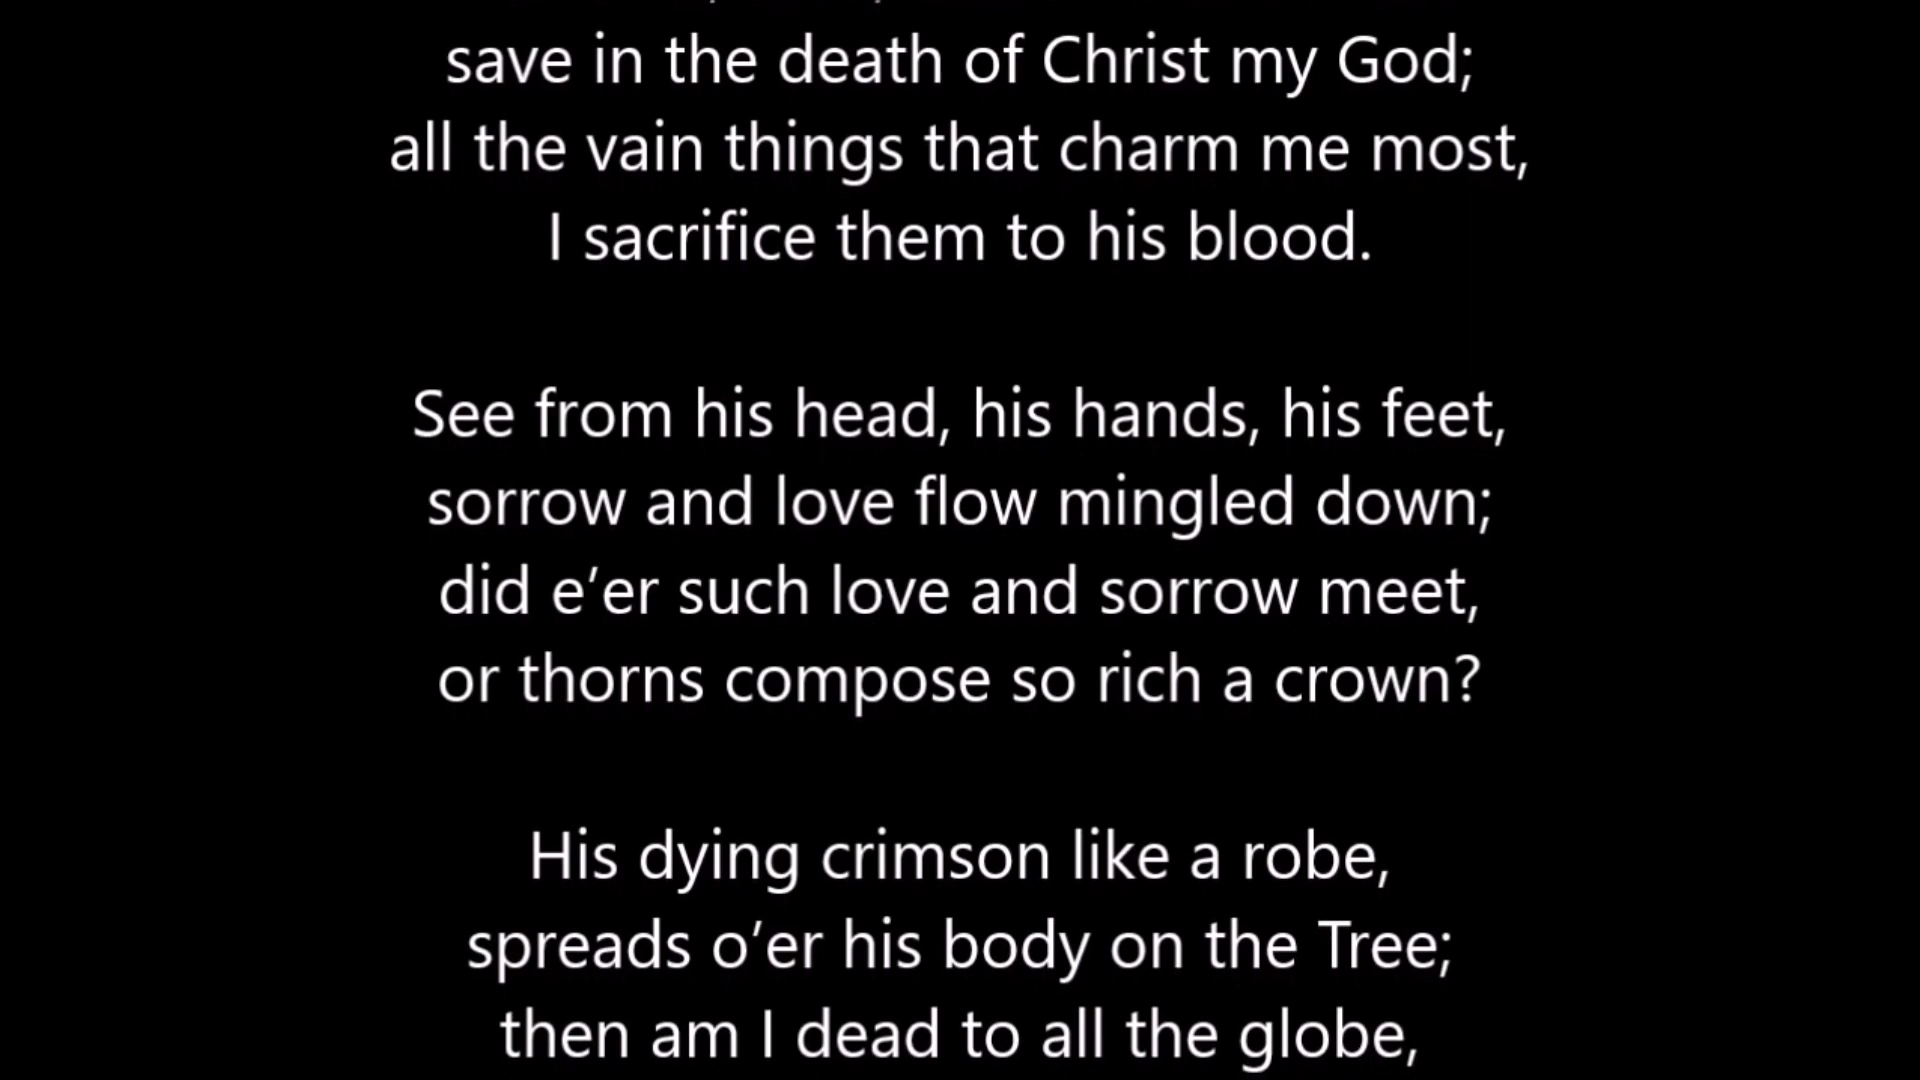 save in the death of Christ my God;
all the vain things that charm me most,
I sacrifice them to his blood.
See from his head, his hands, his feet,
sorrow and love flow mingled down;
did e’er such love and sorrow meet,
or thorns compose so rich a crown?
His dying crimson like a robe,
spreads o’er his body on the Tree;
then am I dead to all the globe,